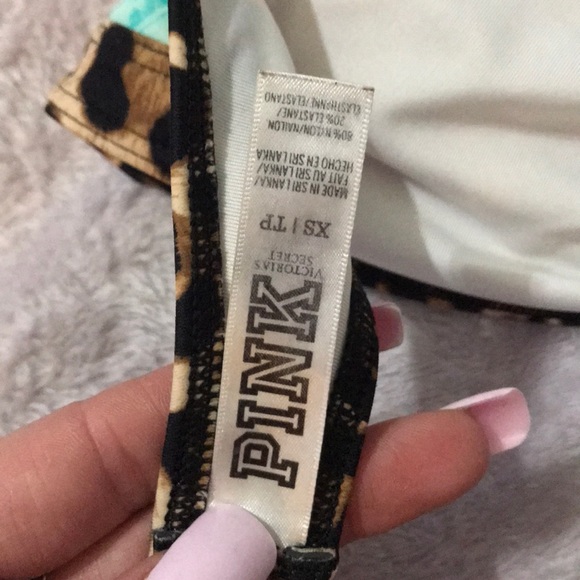 PINK
VICTORIA'S
SECRET
XS | TP
MADE IN SRI LANKA/
FAIT AU SRI LANKA/
HECHO EN SRI LANKA
80% NYLON/NAILON,
20% ELASTANE/
ÉLASTHANNE/ELASTANO